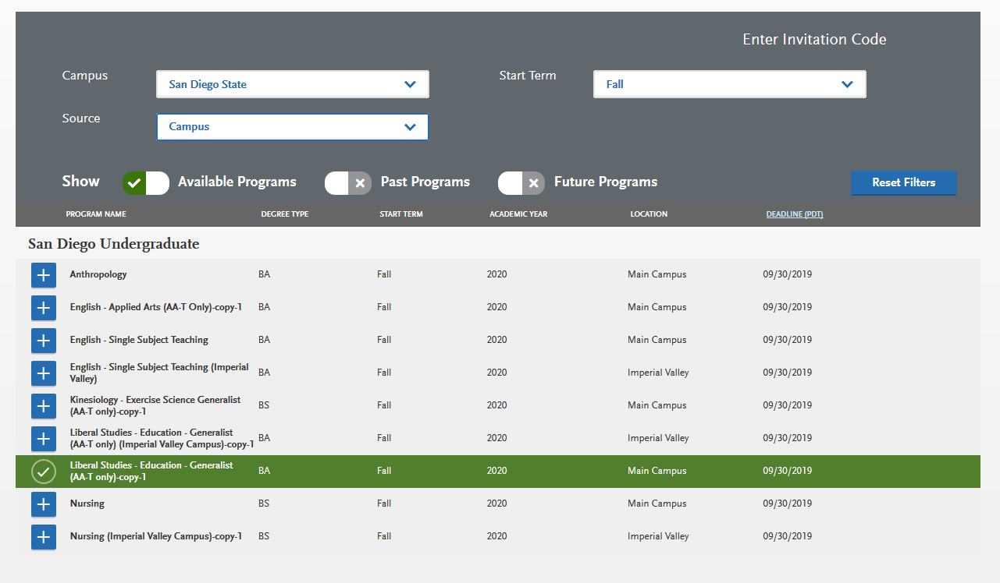 Enter Invitation Code
Campus San Diego State Start Term Fall
Source Campus
Show Available Programs Past Programs Future Programs Reset Filters
PROGRAM NAME DEGREE TYPE START TERM ACADEMIC YEAR LOCATION DEADLINE (PDT)
San Diego Undergraduate
Anthropology BA Fall 2020 Main Campus 09/30/2019
English - Applied Arts (AA-T Only)-copy-1 BA Fall 2020 Main Campus 09/30/2019
English - Single Subject Teaching BA Fall 2020 Main Campus 09/30/2019
English - Single Subject Teaching (Imperial
Valley) BA Fall 2020 Imperial Valley 09/30/2019
Kinesiology - Exercise Science Generalist
(AA-T only)-copy-1 BS Fall 2020 Main Campus 09/30/2019
Liberal Studies - Education - Generalist
(AA-T only) (Imperial Valley Campus)-copy-1 BA Fall 2020 Imperial Valley 09/30/2019
Liberal Studies - Education - Generalist
(AA-T only)-copy-1 BA Fall 2020 Main Campus 09/30/2019
Nursing BS Fall 2020 Main Campus 09/30/2019
Nursing (Imperial Valley Campus)-copy-1 BS Fall 2020 Imperial Valley 09/30/2019